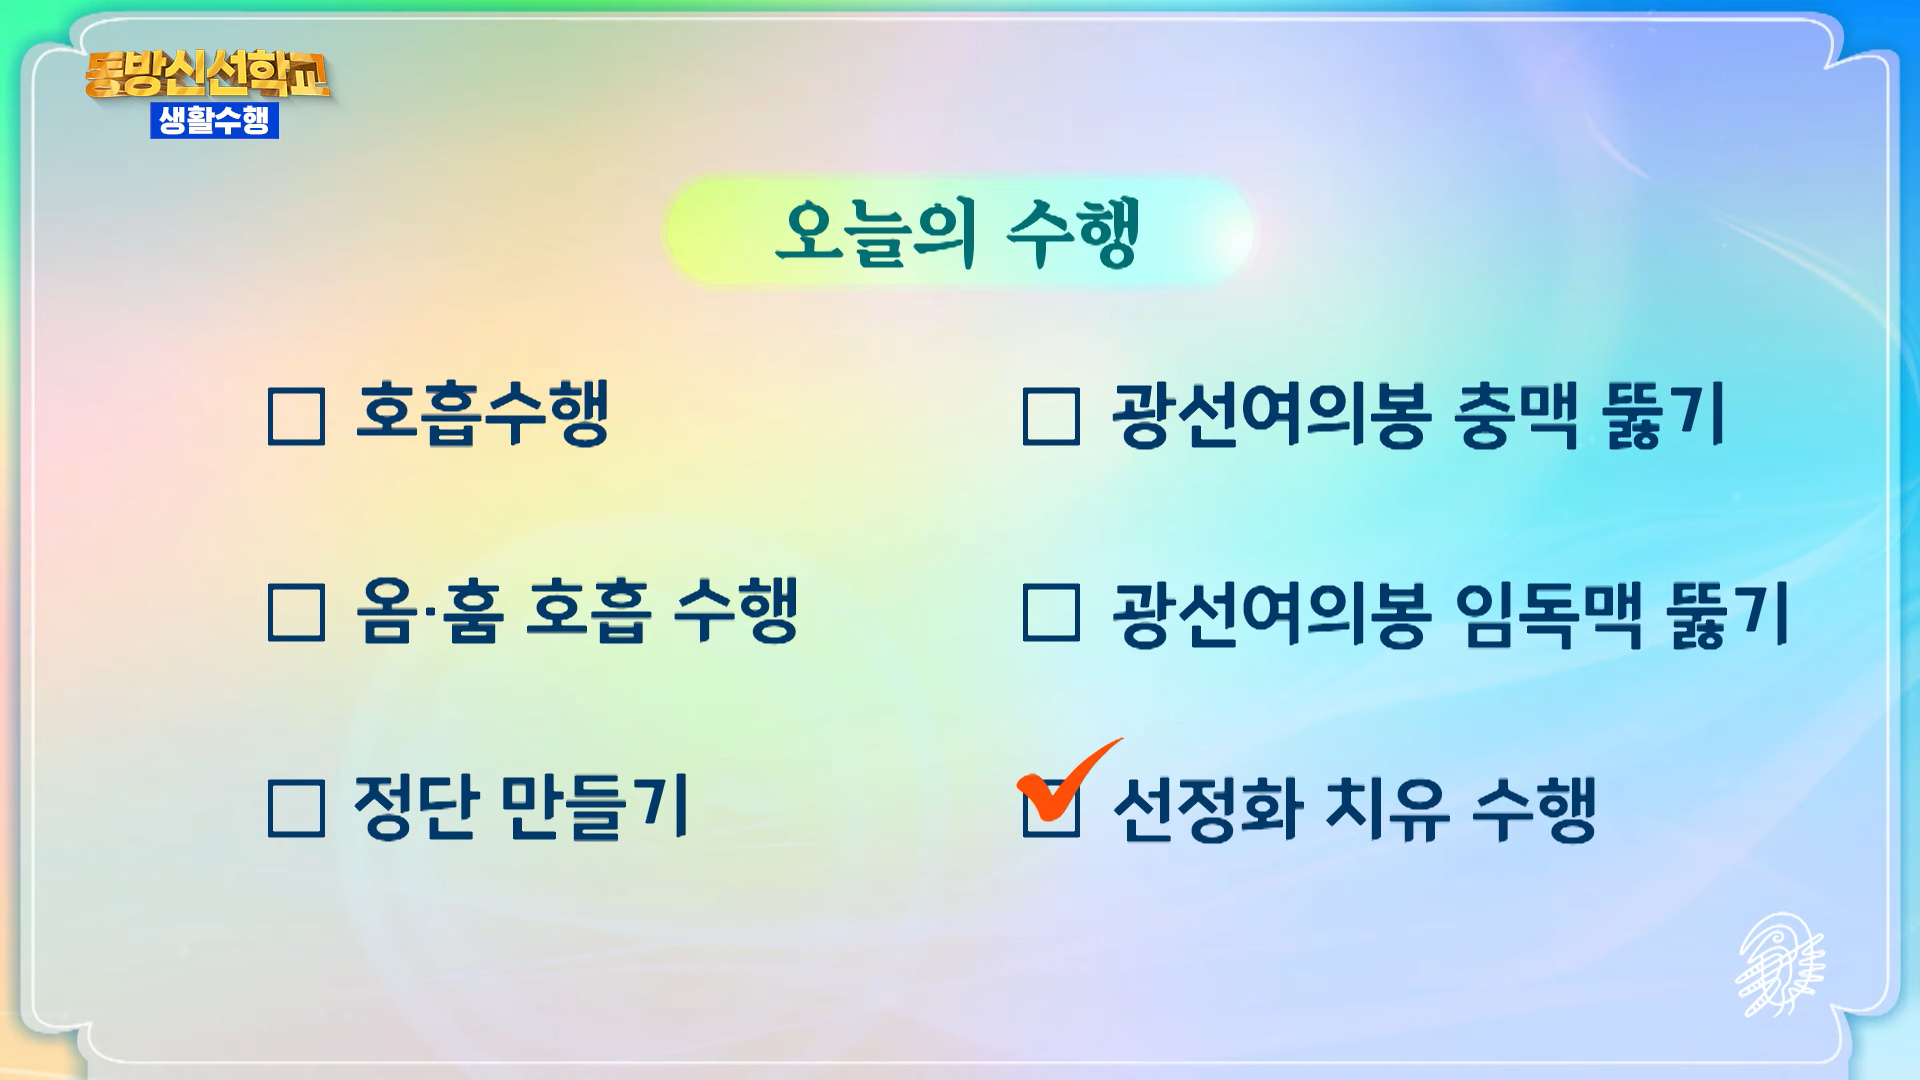 동방신선학교
생활수행
오늘의 수행
호흡수행
옴·훔 호흡 수행
정단 만들기
광선여의봉 충맥 뚫기
광선여의봉 임독맥 뚫기
선정화 치유 수행